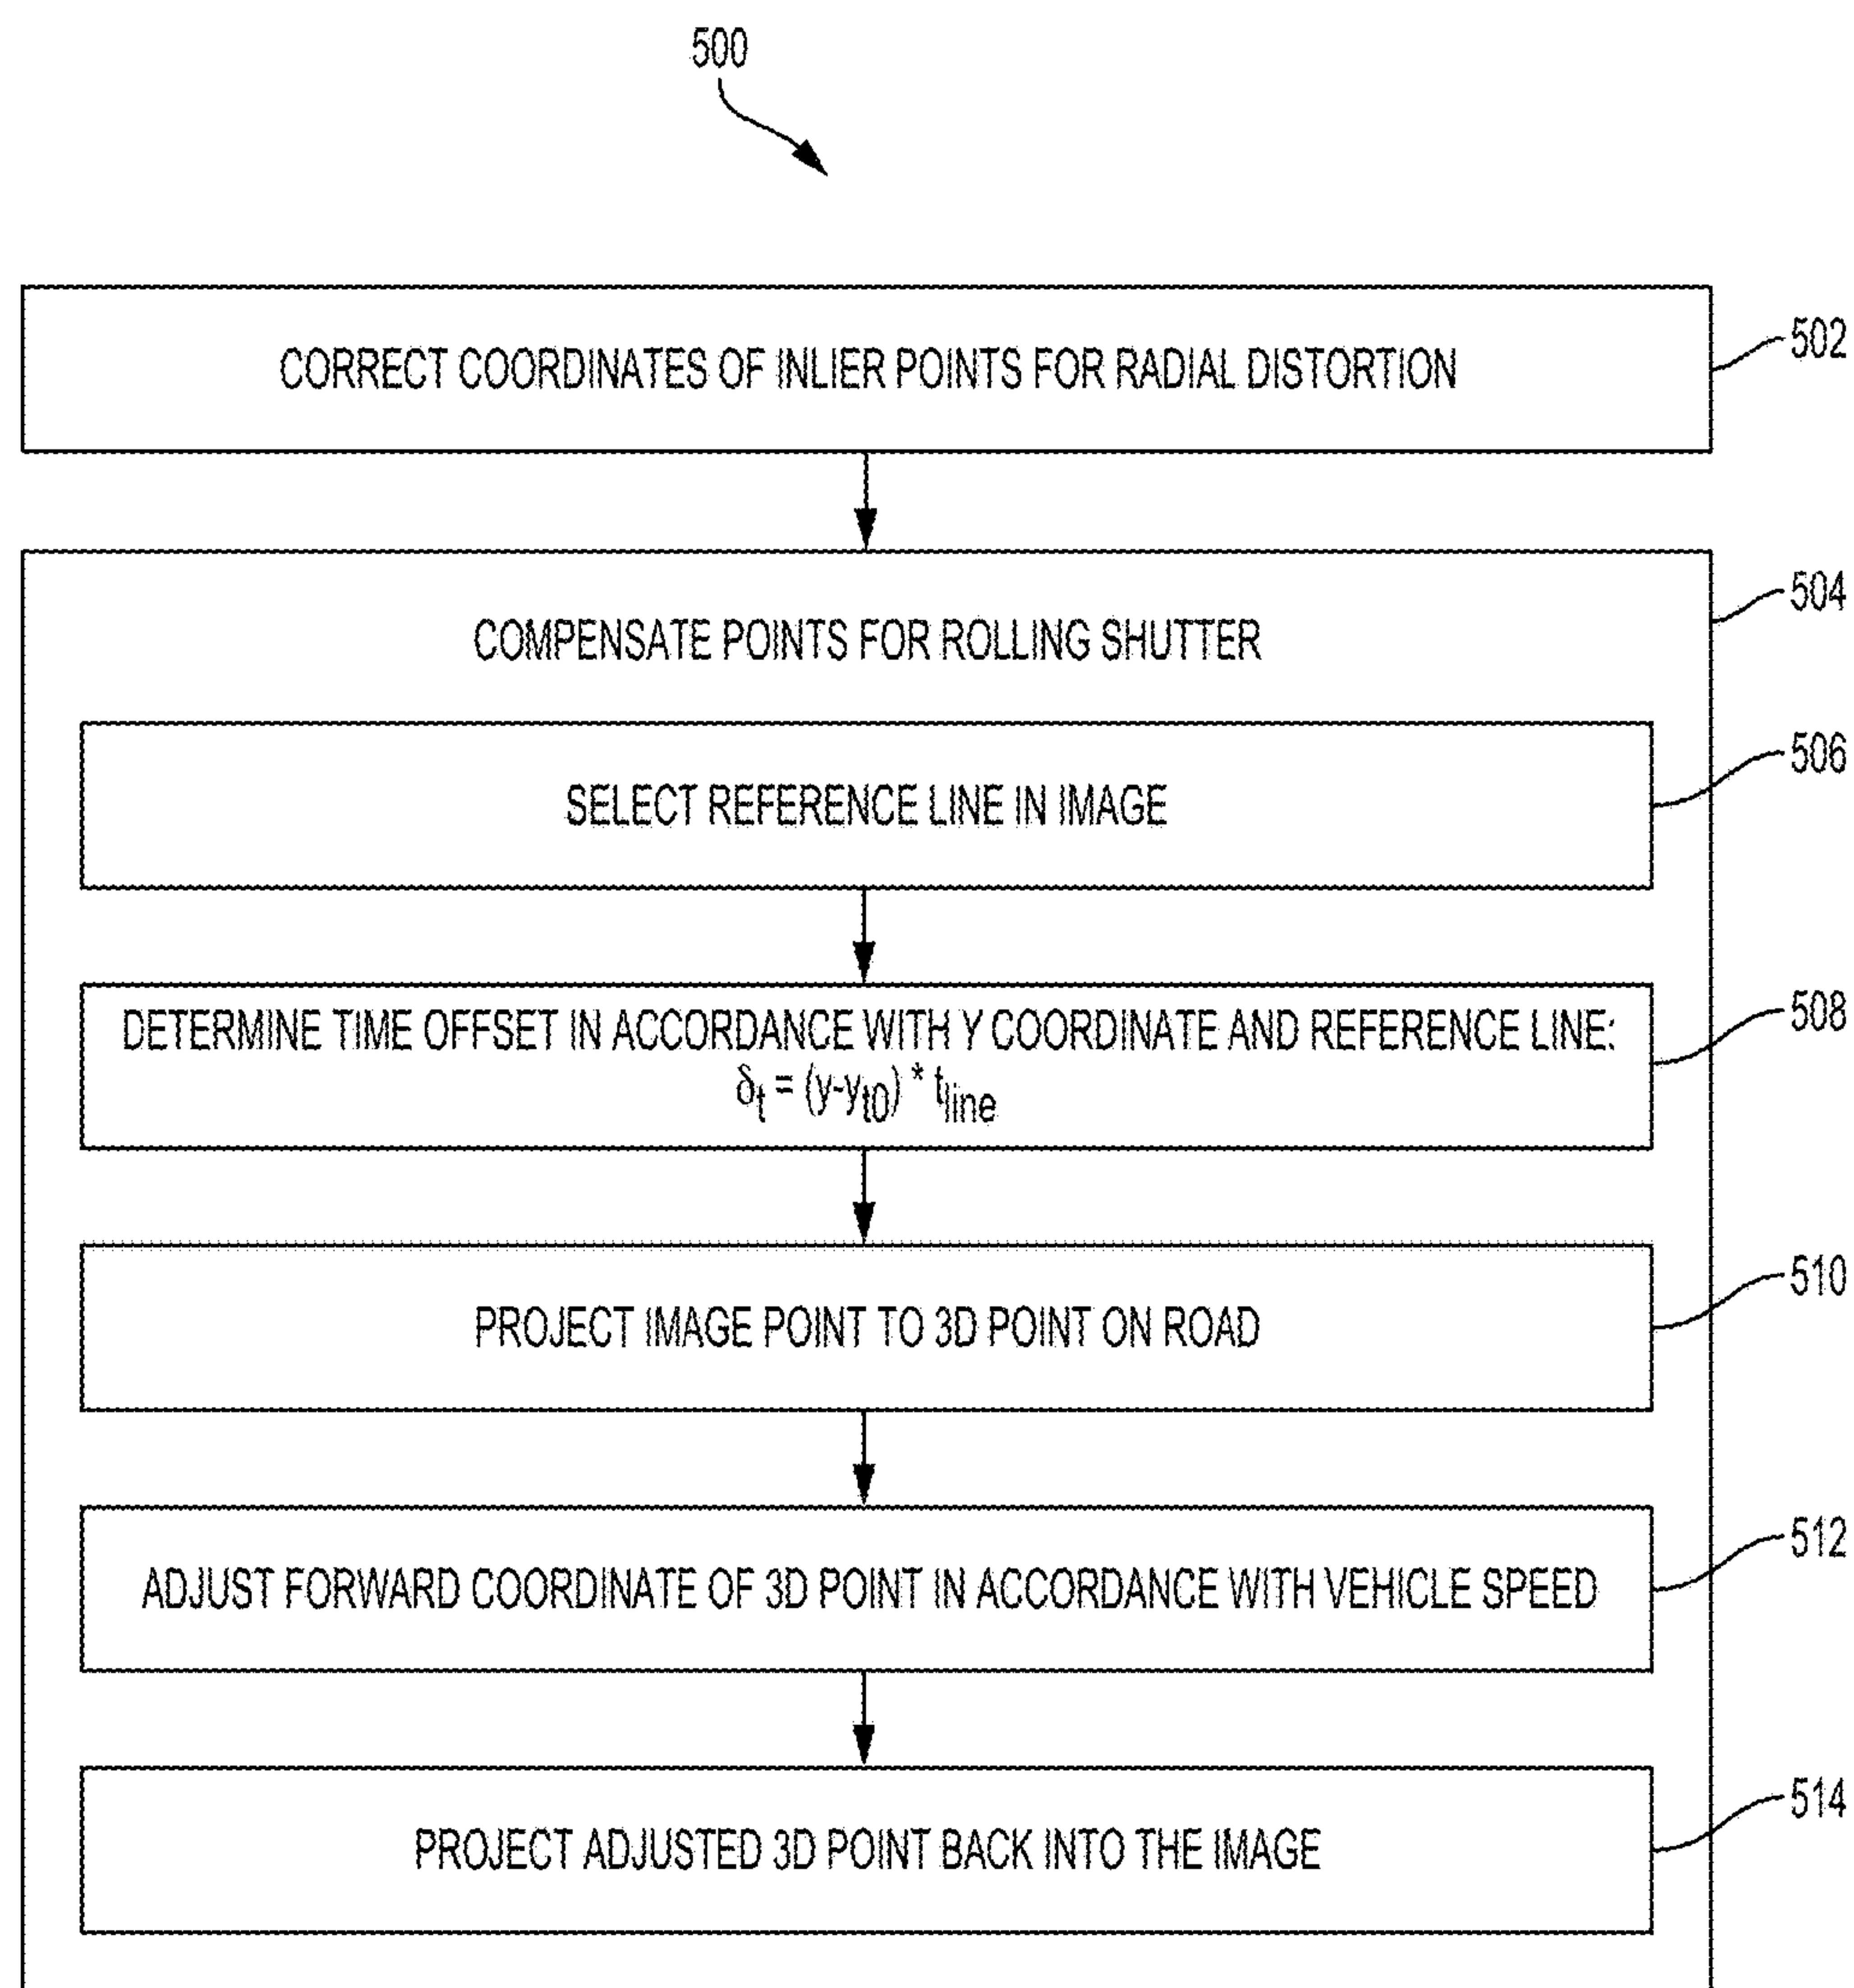 500
CORRECT COORDINATES OF INLIER POINTS FOR RADIAL DISTORTION
502
COMPENSATE POINTS FOR ROLLING SHUTTER
504
SELECT REFERENCE LINE IN IMAGE
506
DETERMINE TIME OFFSET IN ACCORDANCE WITH Y COORDINATE AND REFERENCE LINE:
δt = (y-yt0) * tline
508
PROJECT IMAGE POINT TO 3D POINT ON ROAD
510
ADJUST FORWARD COORDINATE OF 3D POINT IN ACCORDANCE WITH VEHICLE SPEED
512
PROJECT ADJUSTED 3D POINT BACK INTO THE IMAGE
514